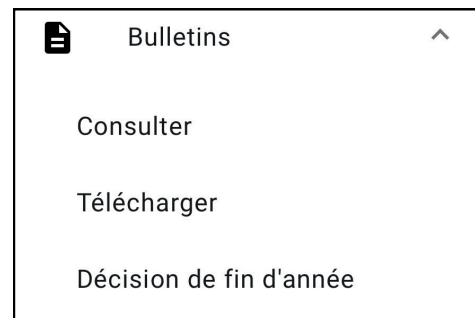 Bulletins
Consulter
Télécharger
Décision de fin d'année